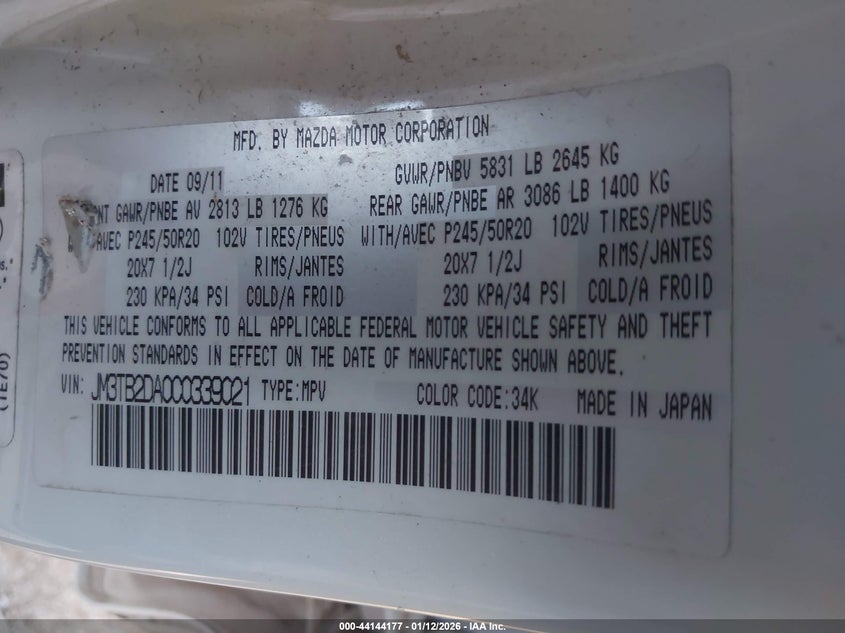 MFD. BY MAZDA MOTOR CORPORATION
DATE 09/11 GVWR/PNBV 5831 LB 2645 KG
NT GAWR/PNBE AV 2813 LB 1276 KG REAR GAWR/PNBE AR 3086 LB 1400 KG
AVEC P245/50R20 102V TIRES/PNEUS WITH/AVEC P245/50R20 102V TIRES/PNEUS
20X7 1/2J RIMS/JANTES 20X7 1/2J RIMS/JANTES
230 KPA/34 PSI COLD/A FROID 230 KPA/34 PSI COLD/A FROID
THIS VEHICLE CONFORMS TO ALL APPLICABLE FEDERAL MOTOR VEHICLE SAFETY AND THEFT
PREVENTION STANDARDS IN EFFECT ON THE DATE OF MANUFACTURE SHOWN ABOVE.
VIN: JM3TB2DA0C0339021 TYPE:MPV COLOR CODE:34K MADE IN JAPAN
(TE70)
000-44144177 - 01/12/2026 - IAA Inc.